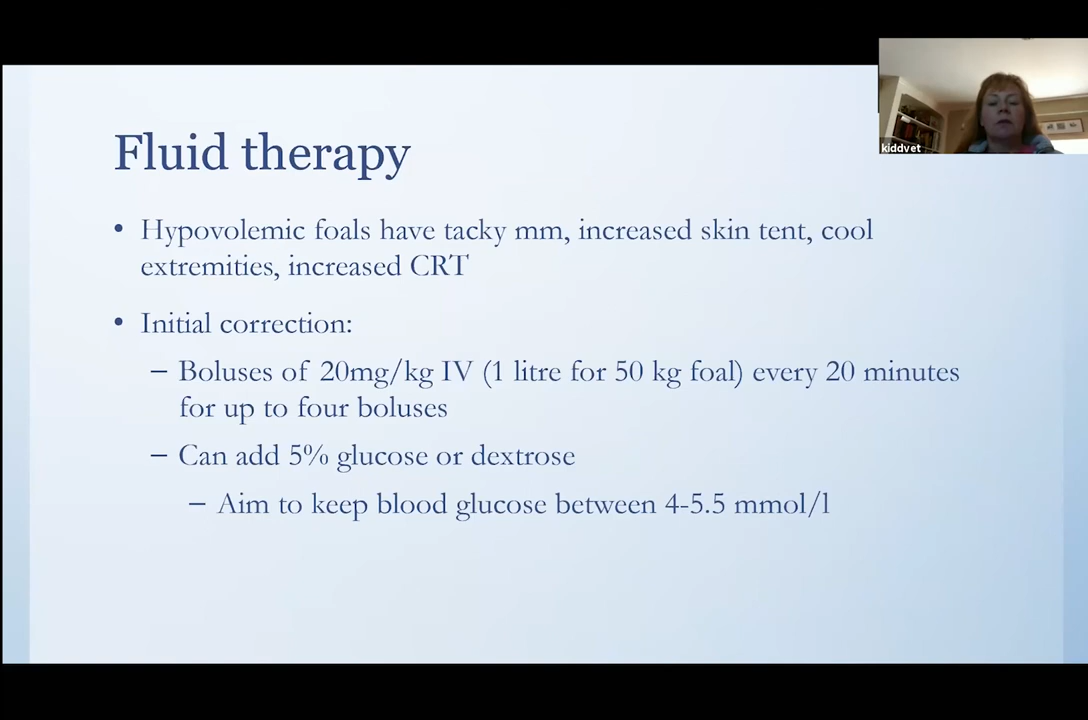 kiddvet
Fluid therapy
• Hypovolemic foals have tacky mm, increased skin tent, cool
extremities, increased CRT
• Initial correction:
– Boluses of 20mg/kg IV (1 litre for 50 kg foal) every 20 minutes
for up to four boluses
– Can add 5% glucose or dextrose
– Aim to keep blood glucose between 4-5.5 mmol/l